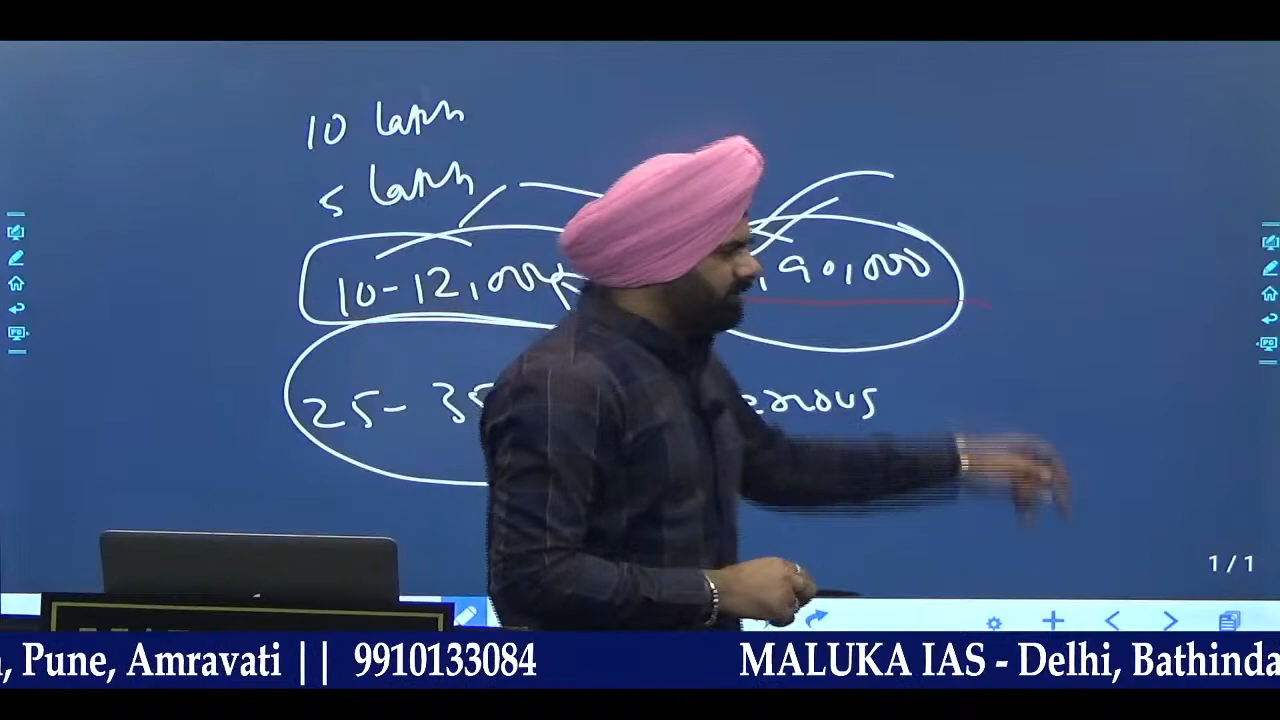 10 Lakh
5 Lakh
10-12,000
,90,000
25- 35
serious
1/1
, Pune, Amravati || 9910133084 MALUKA IAS - Delhi, Bathinda